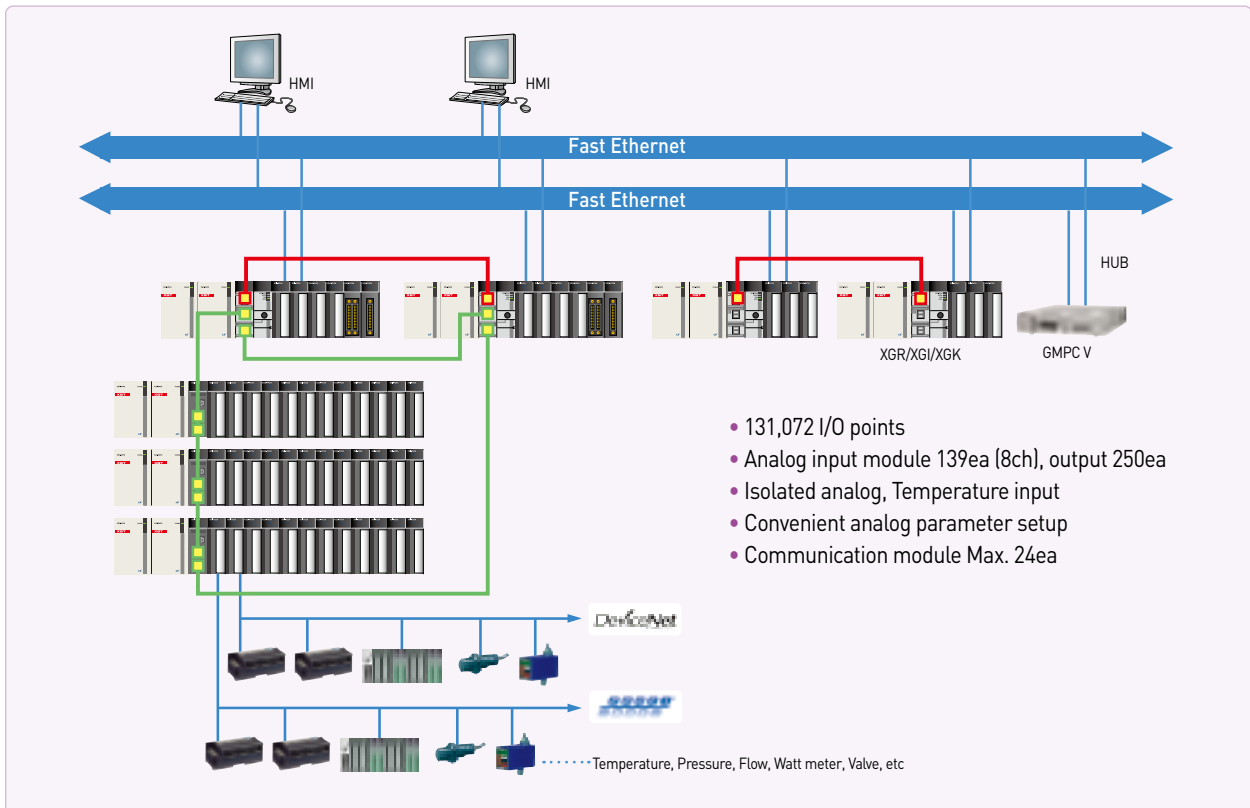 HMI
HMI
Fast Ethernet
Fast Ethernet
HUB
XGR/XGI/XGK
GMPC V
• 131,072 I/O points
• Analog input module 139ea (8ch), output 250ea
• Isolated analog, Temperature input
• Convenient analog parameter setup
• Communication module Max. 24ea
DeviceNet
Temperature, Pressure, Flow, Watt meter, Valve, etc